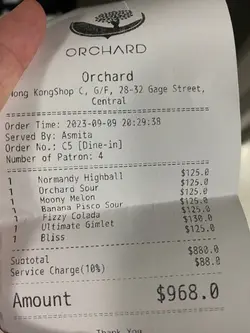 ORCHARD
Orchard
Hong KongShop C, G/F, 28-32 Gage Street,
Central
Order Time: 2023-09-09 20:29:38
Served By: Asmita
Order No.: C5 [Dine-in]
Number of Patron: 4
1 Normandy Highball $125.0
1 Orchard Sour $125.0
1 Moony Melon $125.0
1 Banana Pisco Sour $125.0
1 Fizzy Colada $125.0
1 Ultimate Gimlet $130.0
1 Bliss $125.0
Subtotal $880.0
Service Charge(10%) $88.0
Amount $968.0
Thank You